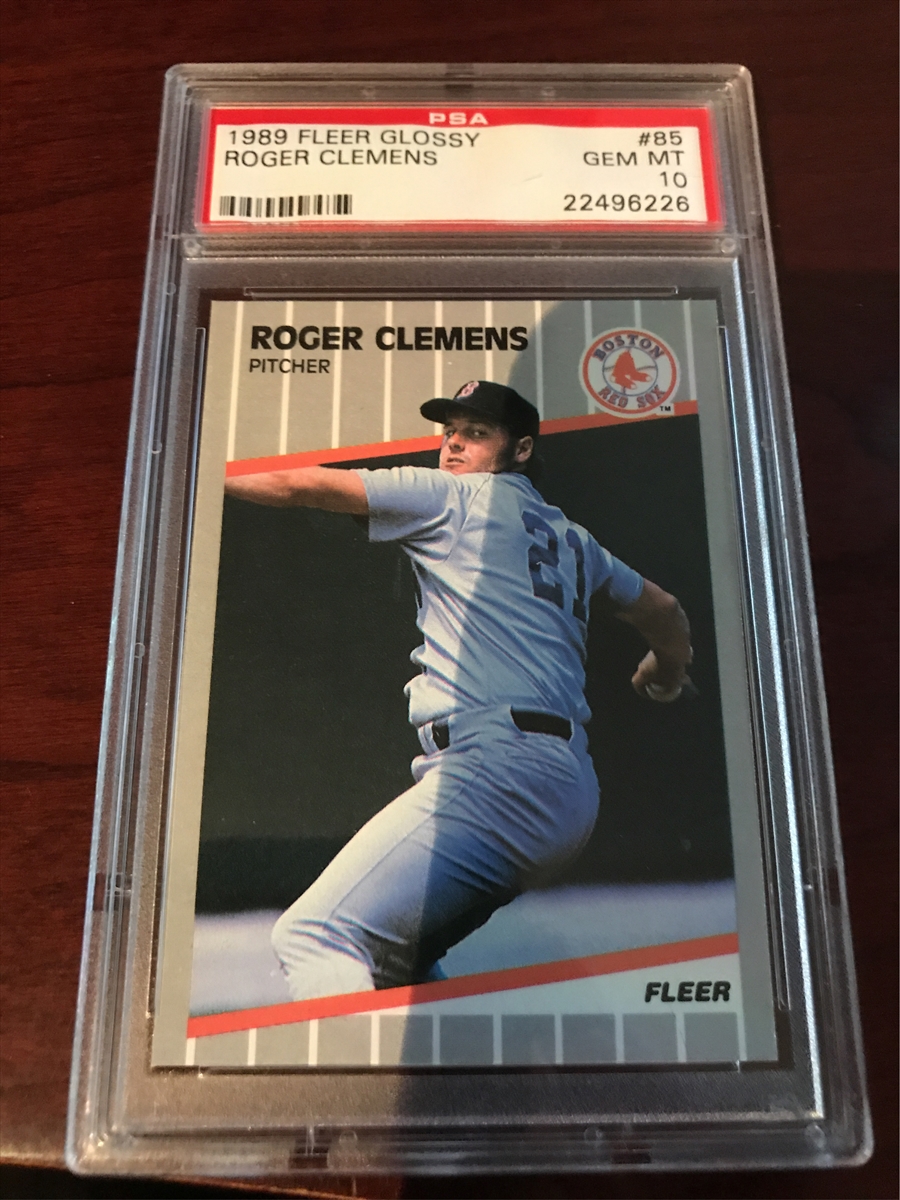 PSA
1989 FLEER GLOSSY #85
ROGER CLEMENS GEM MT
10
22496226
ROGER CLEMENS
PITCHER
BOSTON
RED SOX
TM
B
21
FLEER